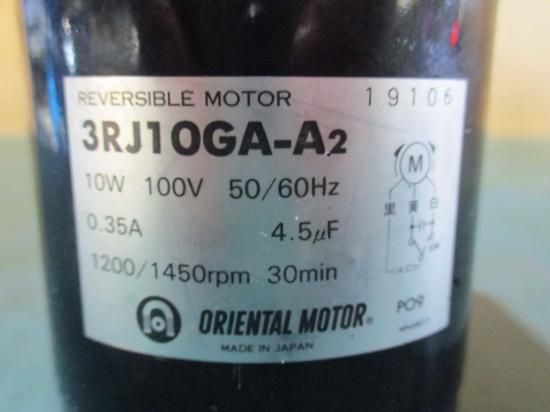 REVERSIBLE MOTOR 19106
3RJ10GA-A2
10W 100V 50/60Hz
0.35A 4.5μF
1200/1450rpm 30min
M
黒 黄 白
ORIENTAL MOTOR®
MADE IN JAPAN